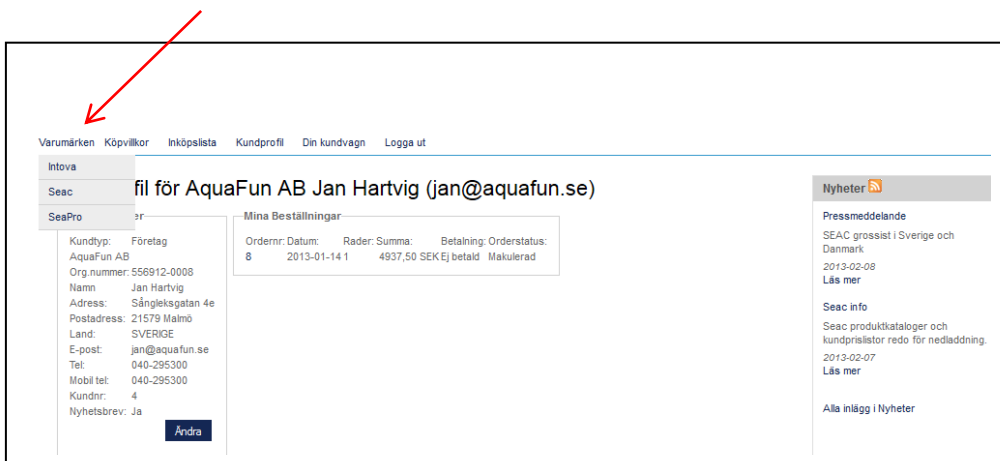 Varumärken Köpvillkor Inköpslista Kundprofil Din kundvagn Logga ut
Intova
Seac
SeaPro
fil för AquaFun AB Jan Hartvig (jan@aquafun.se)
er
Kundtyp: Företag
AquaFun AB
Org.nummer: 556912-0008
Namn Jan Hartvig
Adress: Sångleksgatan 4e
Postadress: 21579 Malmö
Land: SVERIGE
E-post: jan@aquafun.se
Tel: 040-295300
Mobil tel: 040-295300
Kundnr: 4
Nyhetsbrev: Ja
Ändra
Mina Beställningar
Ordernr: Datum: Rader: Summa: Betalning: Orderstatus:
8 2013-01-14 1 4937,50 SEK Ej betald Makulerad
Nyheter
Pressmeddelande
SEAC grossist i Sverige och
Danmark
2013-02-08
Läs mer
Seac info
Seac produktkataloger och
kundprislistor redo för nedladdning.
2013-02-07
Läs mer
Alla inlägg i Nyheter